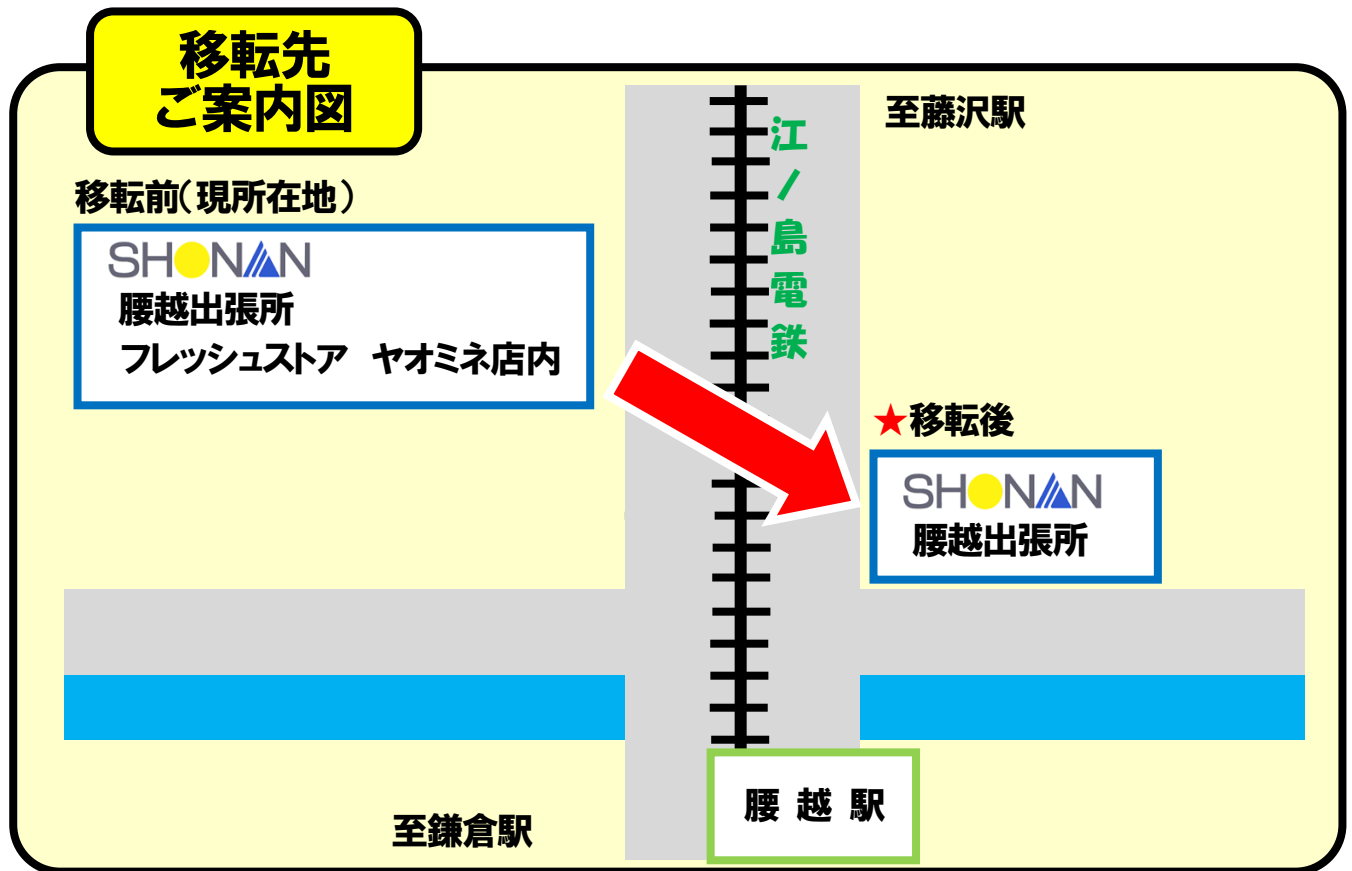 移転先
ご案内図
至藤沢駅
江ノ島電鉄
移転前(現所在地)
SHONAN
腰越出張所
フレッシュストア　ヤオミネ店内
★移転後
SHONAN
腰越出張所
腰越駅
至鎌倉駅